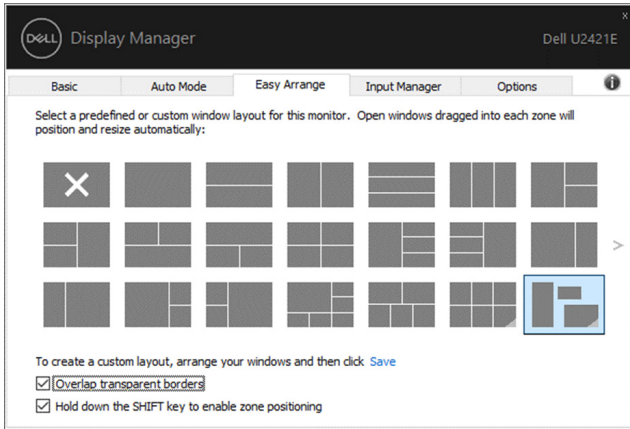 x
DELL Display Manager Dell U2421E
Basic Auto Mode Easy Arrange Input Manager Options i
Select a predefined or custom window layout for this monitor. Open windows dragged into each zone will
position and resize automatically:
>
To create a custom layout, arrange your windows and then click Save
Overlap transparent borders
Hold down the SHIFT key to enable zone positioning